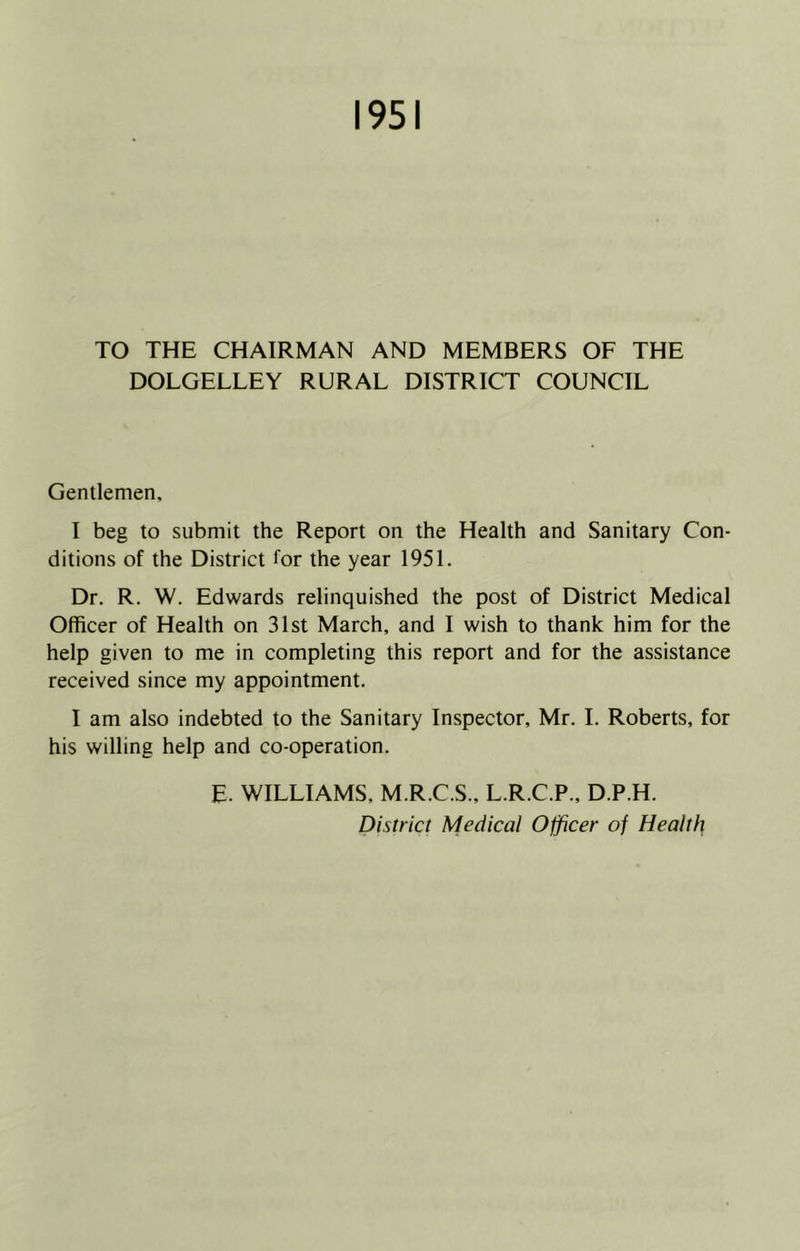 1951
TO THE CHAIRMAN AND MEMBERS OF THE
DOLGELLEY RURAL DISTRICT COUNCIL
Gentlemen,
I beg to submit the Report on the Health and Sanitary Con-
ditions of the District for the year 1951.
Dr. R. W. Edwards relinquished the post of District Medical
Officer of Health on 31st March, and I wish to thank him for the
help given to me in completing this report and for the assistance
received since my appointment.
I am also indebted to the Sanitary Inspector, Mr. I. Roberts, for
his willing help and co-operation.
E. WILLIAMS, M.R.C.S., L.R.C.P., D.P.H.
District Medical Officer of Health